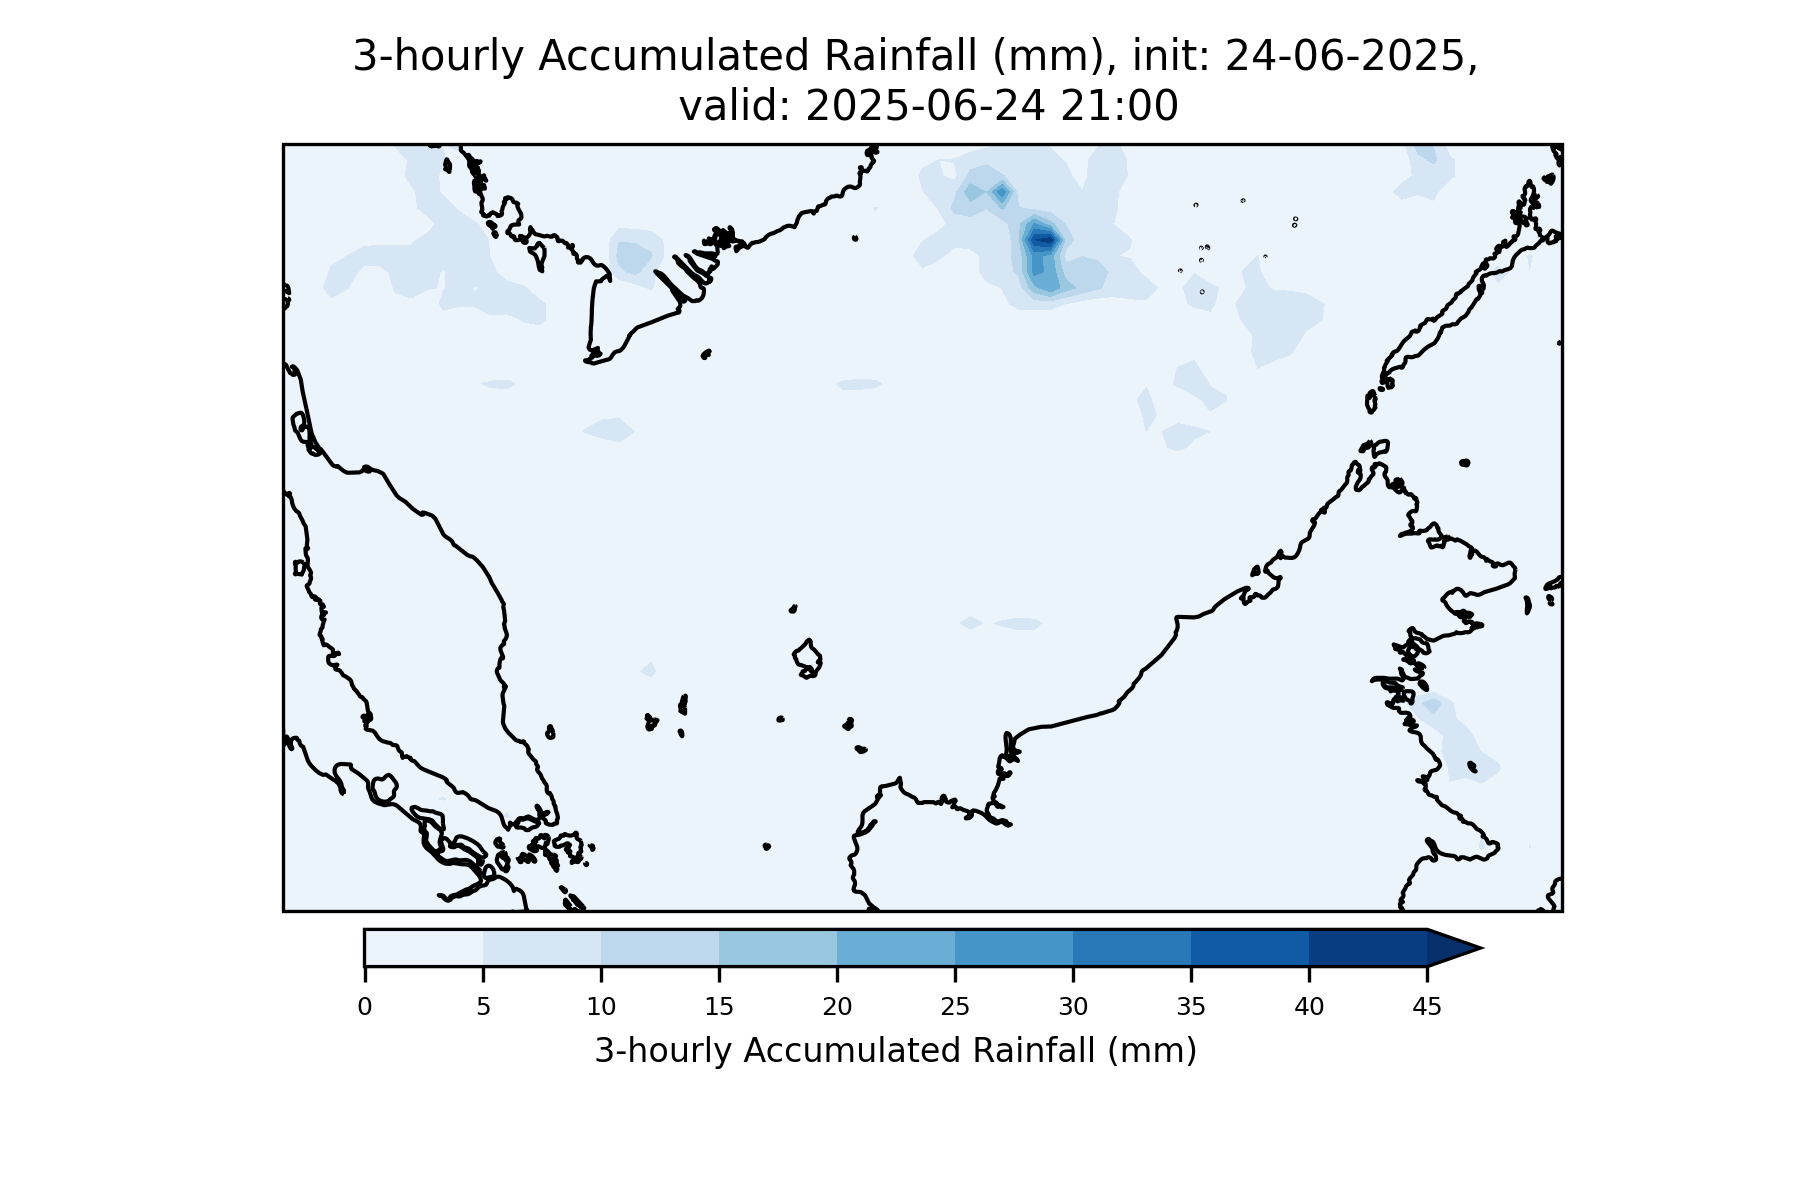 3-hourly Accumulated Rainfall (mm), init: 24-06-2025,
valid: 2025-06-24 21:00
0 5 10 15 20 25 30 35 40 45
3-hourly Accumulated Rainfall (mm)